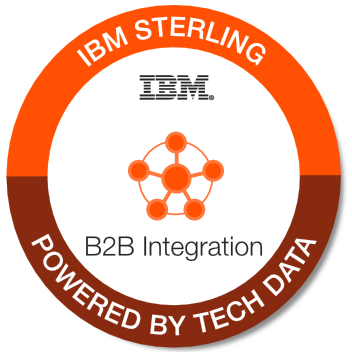 IBM STERLING
IBM®
B2B Integration
POWERED BY TECH DATA